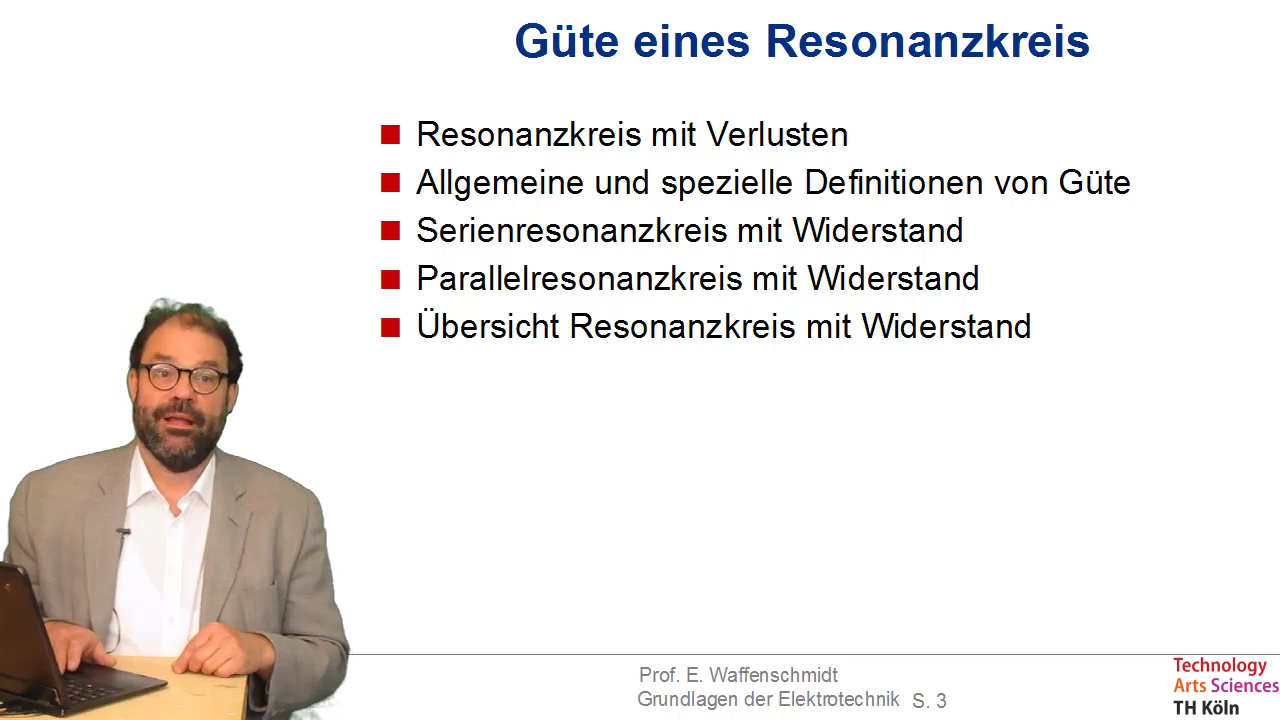 Güte eines Resonanzkreis
Resonanzkreis mit Verlusten
Allgemeine und spezielle Definitionen von Güte
Serienresonanzkreis mit Widerstand
Parallelresonanzkreis mit Widerstand
Übersicht Resonanzkreis mit Widerstand
Prof. E. Waffenschmidt
Grundlagen der Elektrotechnik S. 3
Technology
Arts Sciences
TH Köln